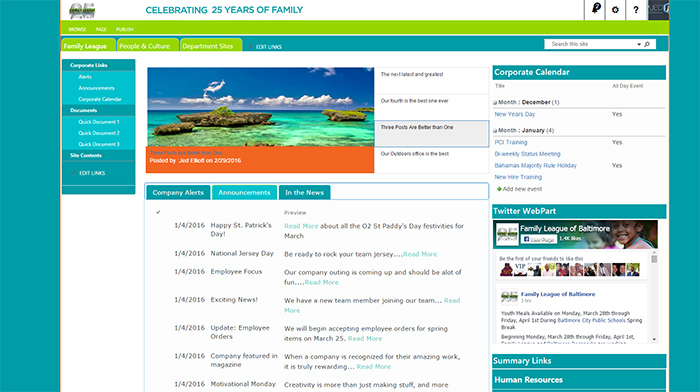 25
FAMILY LEAGUE
CELEBRATING 25 YEARS OF FAMILY
?
JED
BROWSE PAGE PUBLISH
Family League People & Culture Department Sites EDIT LINKS
Search this site
Corporate Links
Alerts
Announcements
Corporate Calendar
Documents
Quick Document 1
Quick Document 2
Quick Document 3
Site Contents
EDIT LINKS
Three Posts Are Better than One
Posted by :Jed Elliott on 2/29/2016
The next latest and greatest
Our fourth is the best one ever
Three Posts Are Better than One
Our Outdoors office is the best
Company Alerts Announcements In the News
Preview
1/4/2016 Happy St. Patrick's Day! Read More about all the O2 St Paddy's Day festivities for March
1/4/2016 National Jersey Day Be ready to rock your team jersey....Read More
1/4/2016 Employee Focus Our company outing is coming up and should be alot of fun....Read More
1/4/2016 Exciting News! We have a new team member joining our team... Read More
1/4/2016 Update: Employee Orders We will begin accepting employee orders for spring items on March 25. Read More
1/4/2016 Company featured in magazine When a company is recognized for their amazing work, it is truly rewarding... Read More
1/4/2016 Motivational Monday Creativity is more than just making stuff, and more
Corporate Calendar
Title All Day Event
Month : December (1)
New Years Day Yes
Month : January (4)
PCI Training Yes
Bi-weekly Status Meeting
Bahamas Majority Rule Holiday Yes
New Hire Training
Add new event
Twitter WebPart
Family League of Baltimore
Like Page 1.4K likes
Be the first of your friends to like this
VIP
Family League of Baltimore
3 hrs
Youth Meals Available on Monday, March 28th through Friday, April 1st During Baltimore City Public Schools Spring Break
Beginning Monday, March 28th through Friday, April 1st,
Summary Links
Human Resources